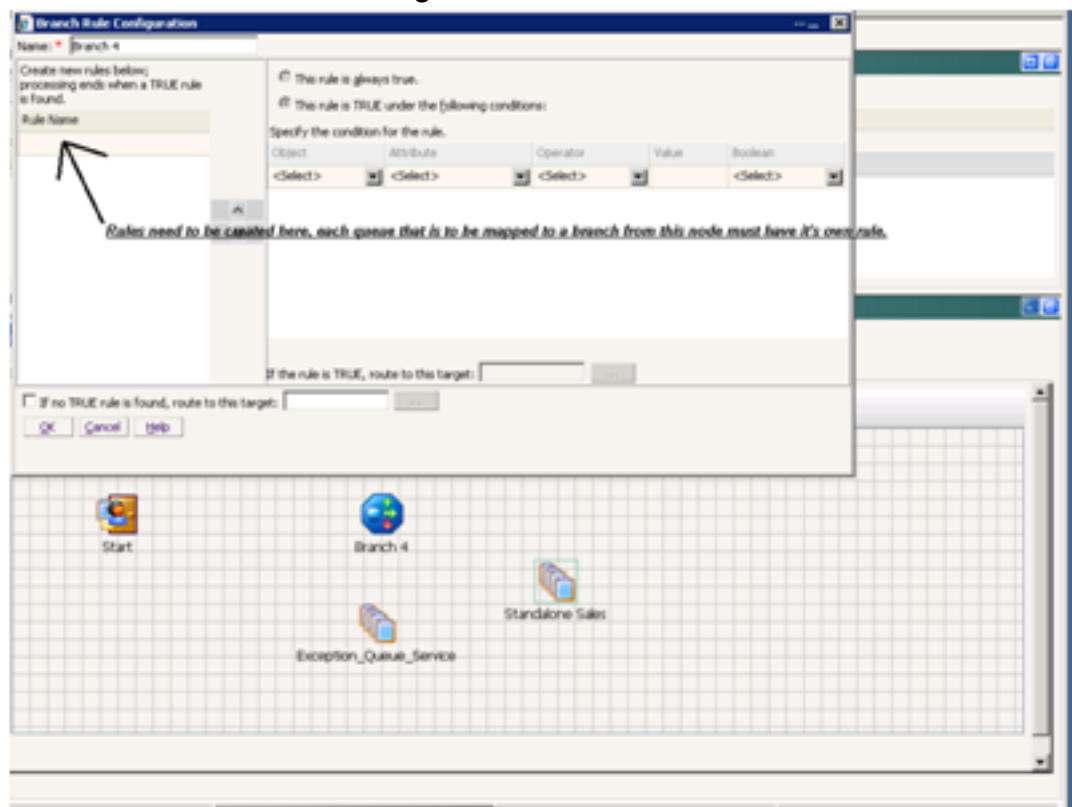 Branch Rule Configuration
Name: * Branch 4
Create new rules below;
processing ends when a TRUE rule
is found.
Rule Name
This rule is always true.
This rule is TRUE under the following conditions:
Specify the condition for the rule.
Object Attribute Operator Value Boolean
<Select> <Select> <Select> <Select>
Rules need to be created here, each queue that is to be mapped to a branch from this node must have it's own rule.
If the rule is TRUE, route to this target: ...
If no TRUE rule is found, route to this target: ...
OK Cancel Help
Start
Branch 4
Standalone Sales
Exception_Queue_Service